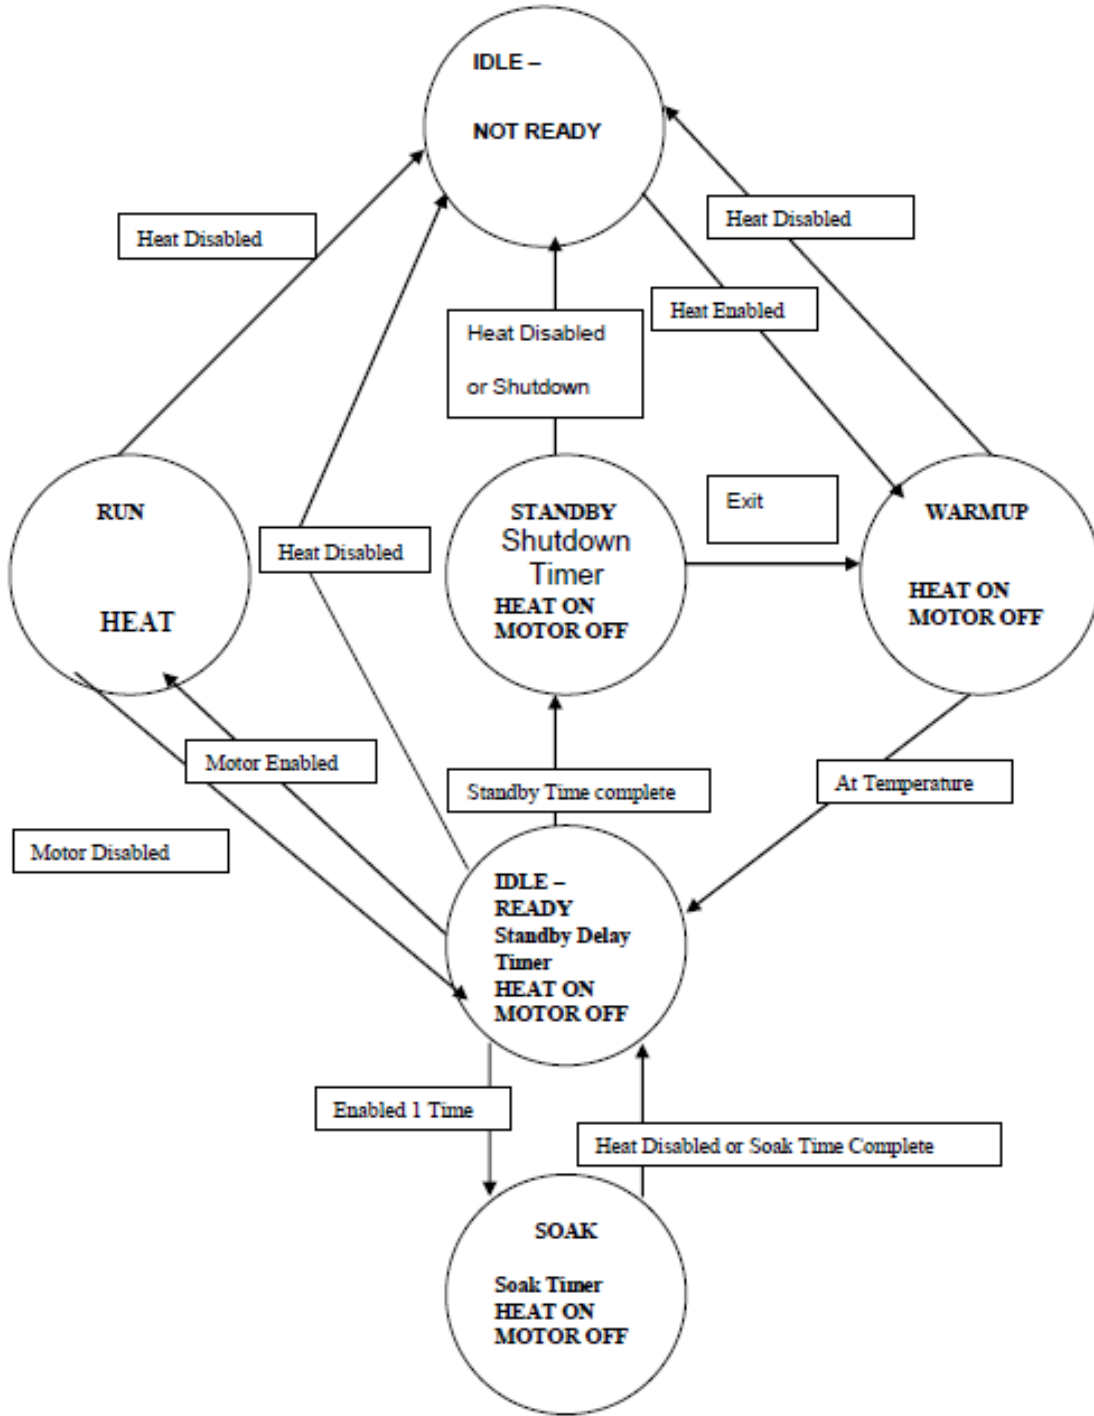 IDLE –
NOT READY
Heat Disabled
Heat Disabled
Heat Enabled
Heat Disabled
or Shutdown
RUN
HEAT
Heat Disabled
STANDBY
Shutdown
Timer
HEAT ON
MOTOR OFF
Exit
WARMUP
HEAT ON
MOTOR OFF
Motor Enabled
Standby Time complete
At Temperature
Motor Disabled
IDLE –
READY
Standby Delay
Timer
HEAT ON
MOTOR OFF
Enabled 1 Time
Heat Disabled or Soak Time Complete
SOAK
Soak Timer
HEAT ON
MOTOR OFF